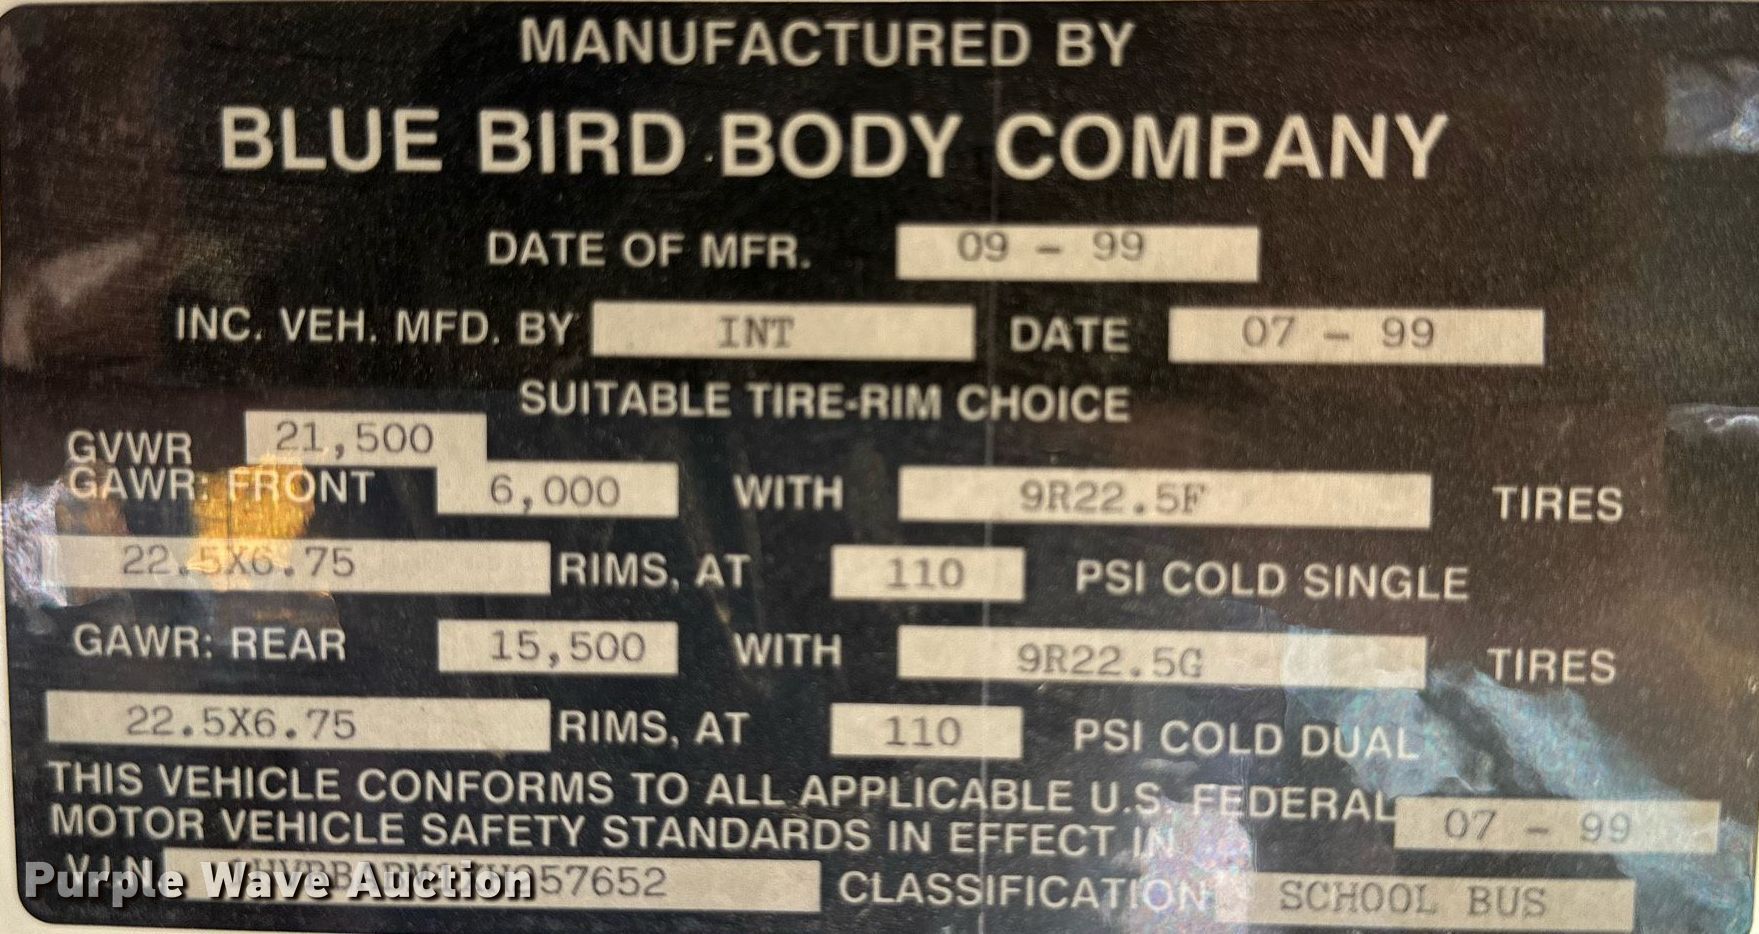 MANUFACTURED BY
BLUE BIRD BODY COMPANY
DATE OF MFR. 09 - 99
INC. VEH. MFD. BY INT DATE 07 - 99
SUITABLE TIRE-RIM CHOICE
GVWR 21,500
GAWR: FRONT 6,000 WITH 9R22.5F TIRES
22.5X6.75 RIMS, AT 110 PSI COLD SINGLE
GAWR: REAR 15,500 WITH 9R22.5G TIRES
22.5X6.75 RIMS, AT 110 PSI COLD DUAL
THIS VEHICLE CONFORMS TO ALL APPLICABLE U.S. FEDERAL
MOTOR VEHICLE SAFETY STANDARDS IN EFFECT IN 07 - 99
V.I.N. CLASSIFICATION SCHOOL BUS
Purple Wave Auction